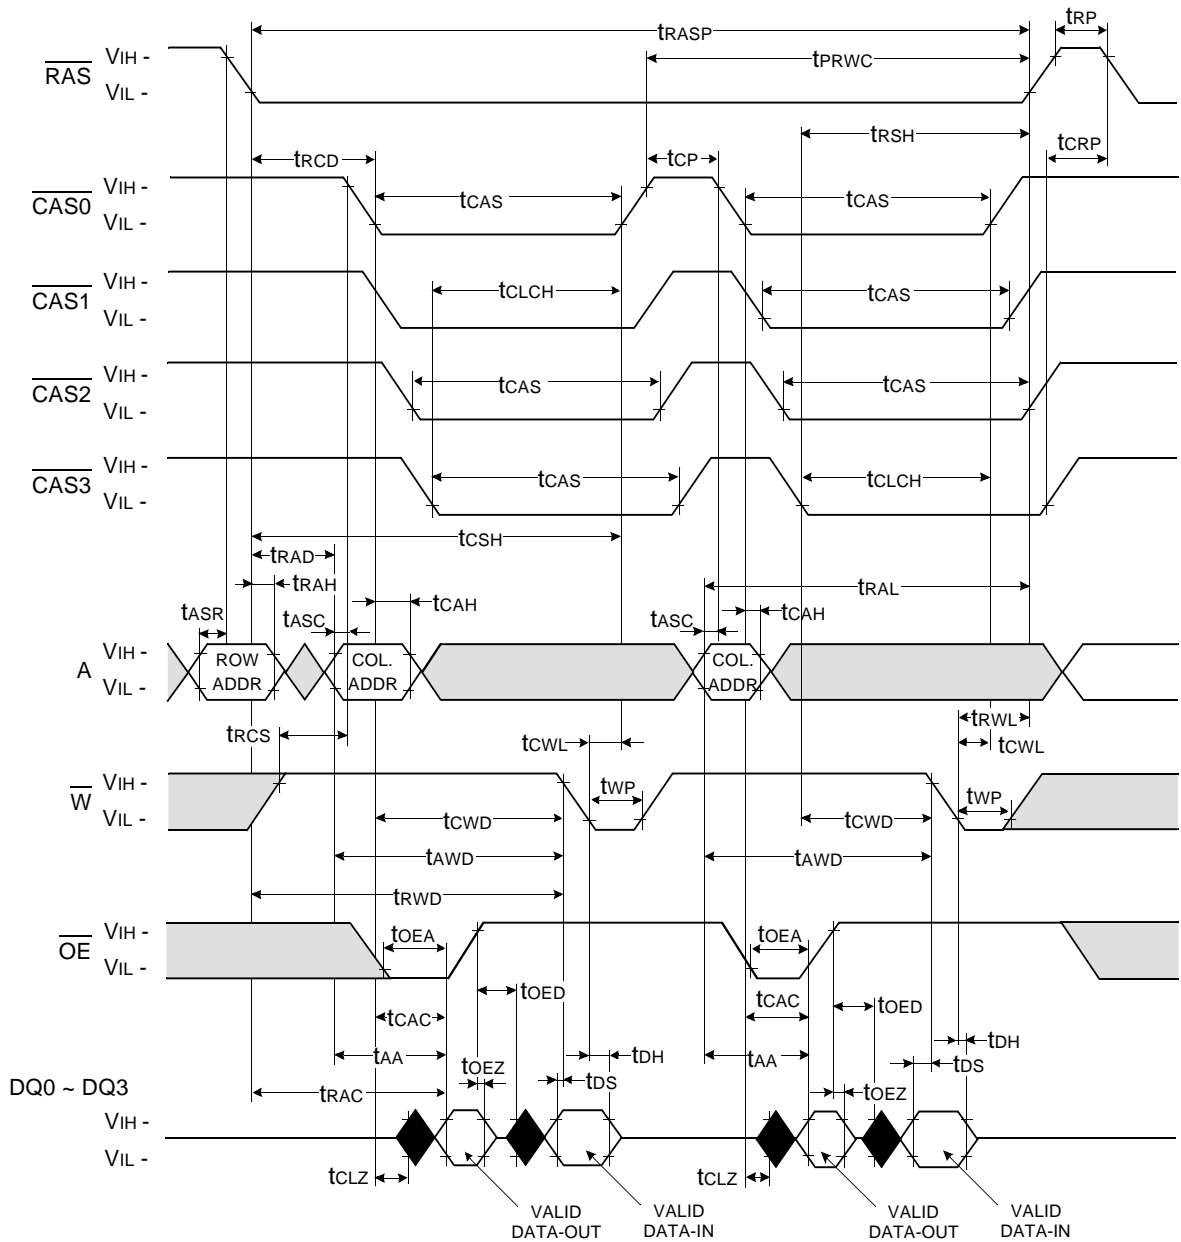 tRASP
tRP
RAS
VIH -
VIL -
tPRWC
tRSH
tRCD
tCP
tCRP
CAS0
VIH -
VIL -
tCAS
tCAS
CAS1
VIH -
VIL -
tCLCH
tCAS
CAS2
VIH -
VIL -
tCAS
tCAS
CAS3
VIH -
VIL -
tCAS
tCLCH
tCSH
tRAD
tRAH
tRAL
tASR
tASC
tCAH
tASC
tCAH
A
VIH -
VIL -
ROW
ADDR
COL.
ADDR
COL.
ADDR
tRCS
tCWL
tRWL
tCWL
W
VIH -
VIL -
tWP
tWP
tCWD
tCWD
tAWD
tAWD
tRWD
OE
VIH -
VIL -
tOEA
tOEA
tOED
tOED
tCAC
tCAC
tAA
tDH
tAA
tDH
tOEZ
tDS
tOEZ
tDS
tRAC
DQ0 ~ DQ3
VIH -
VIL -
tCLZ
tCLZ
VALID
DATA-OUT
VALID
DATA-IN
VALID
DATA-OUT
VALID
DATA-IN